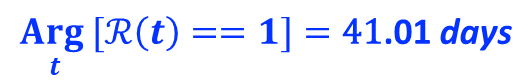 Arg [ℛ(t) == 1] = 41.01 days
t